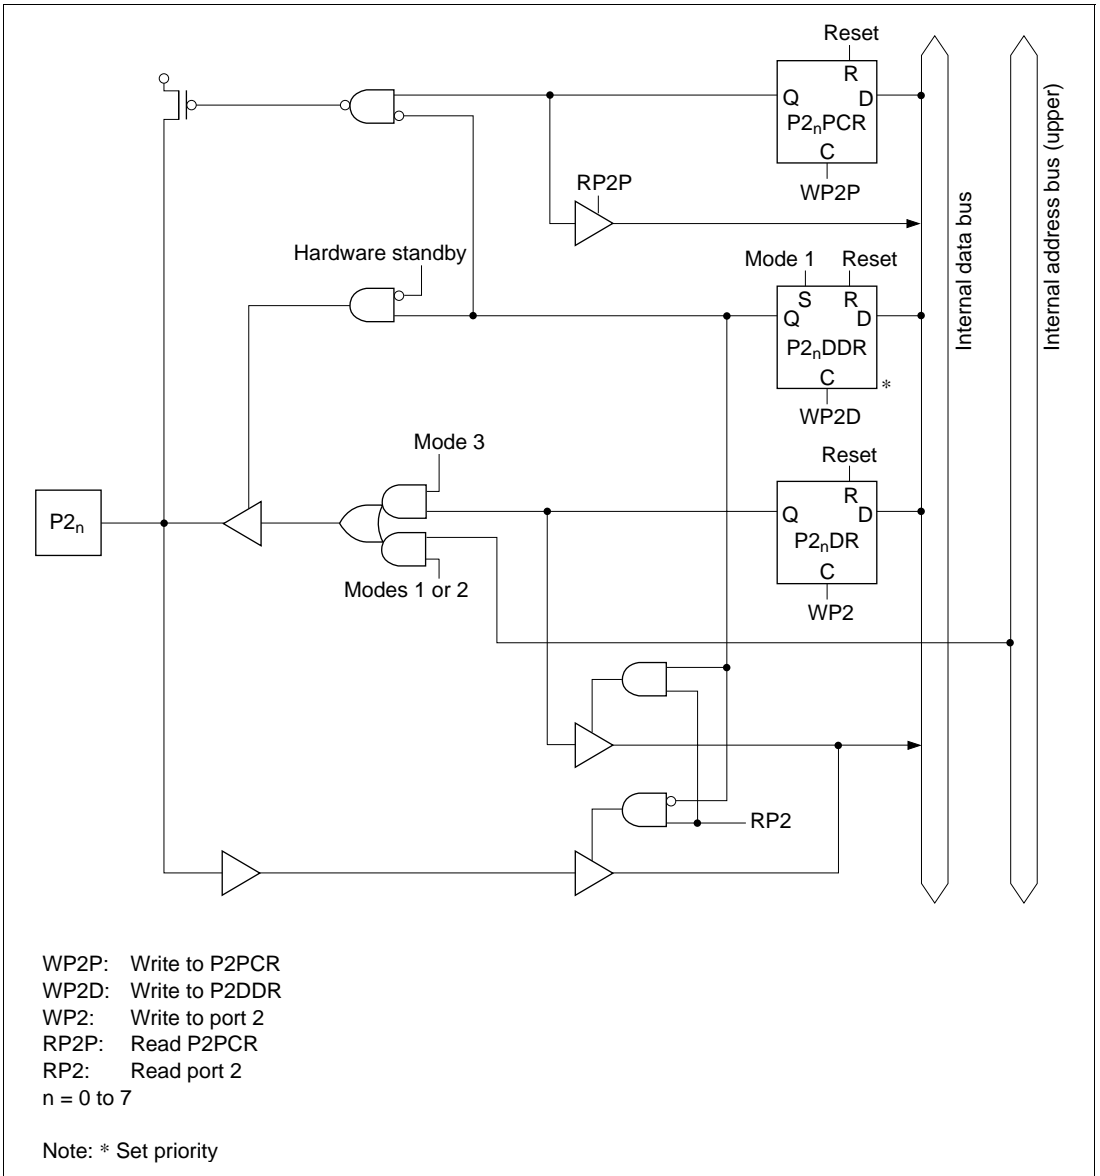 Reset
R
Q D
P2nPCR
C
WP2P
RP2P
Hardware standby
Mode 1 Reset
S R
Q D
P2nDDR
C
*
WP2D
Mode 3
Reset
R
Q D
P2nDR
C
WP2
P2n
Modes 1 or 2
RP2
Internal data bus
Internal address bus (upper)
WP2P: Write to P2PCR
WP2D: Write to P2DDR
WP2: Write to port 2
RP2P: Read P2PCR
RP2: Read port 2
n = 0 to 7
Note: * Set priority